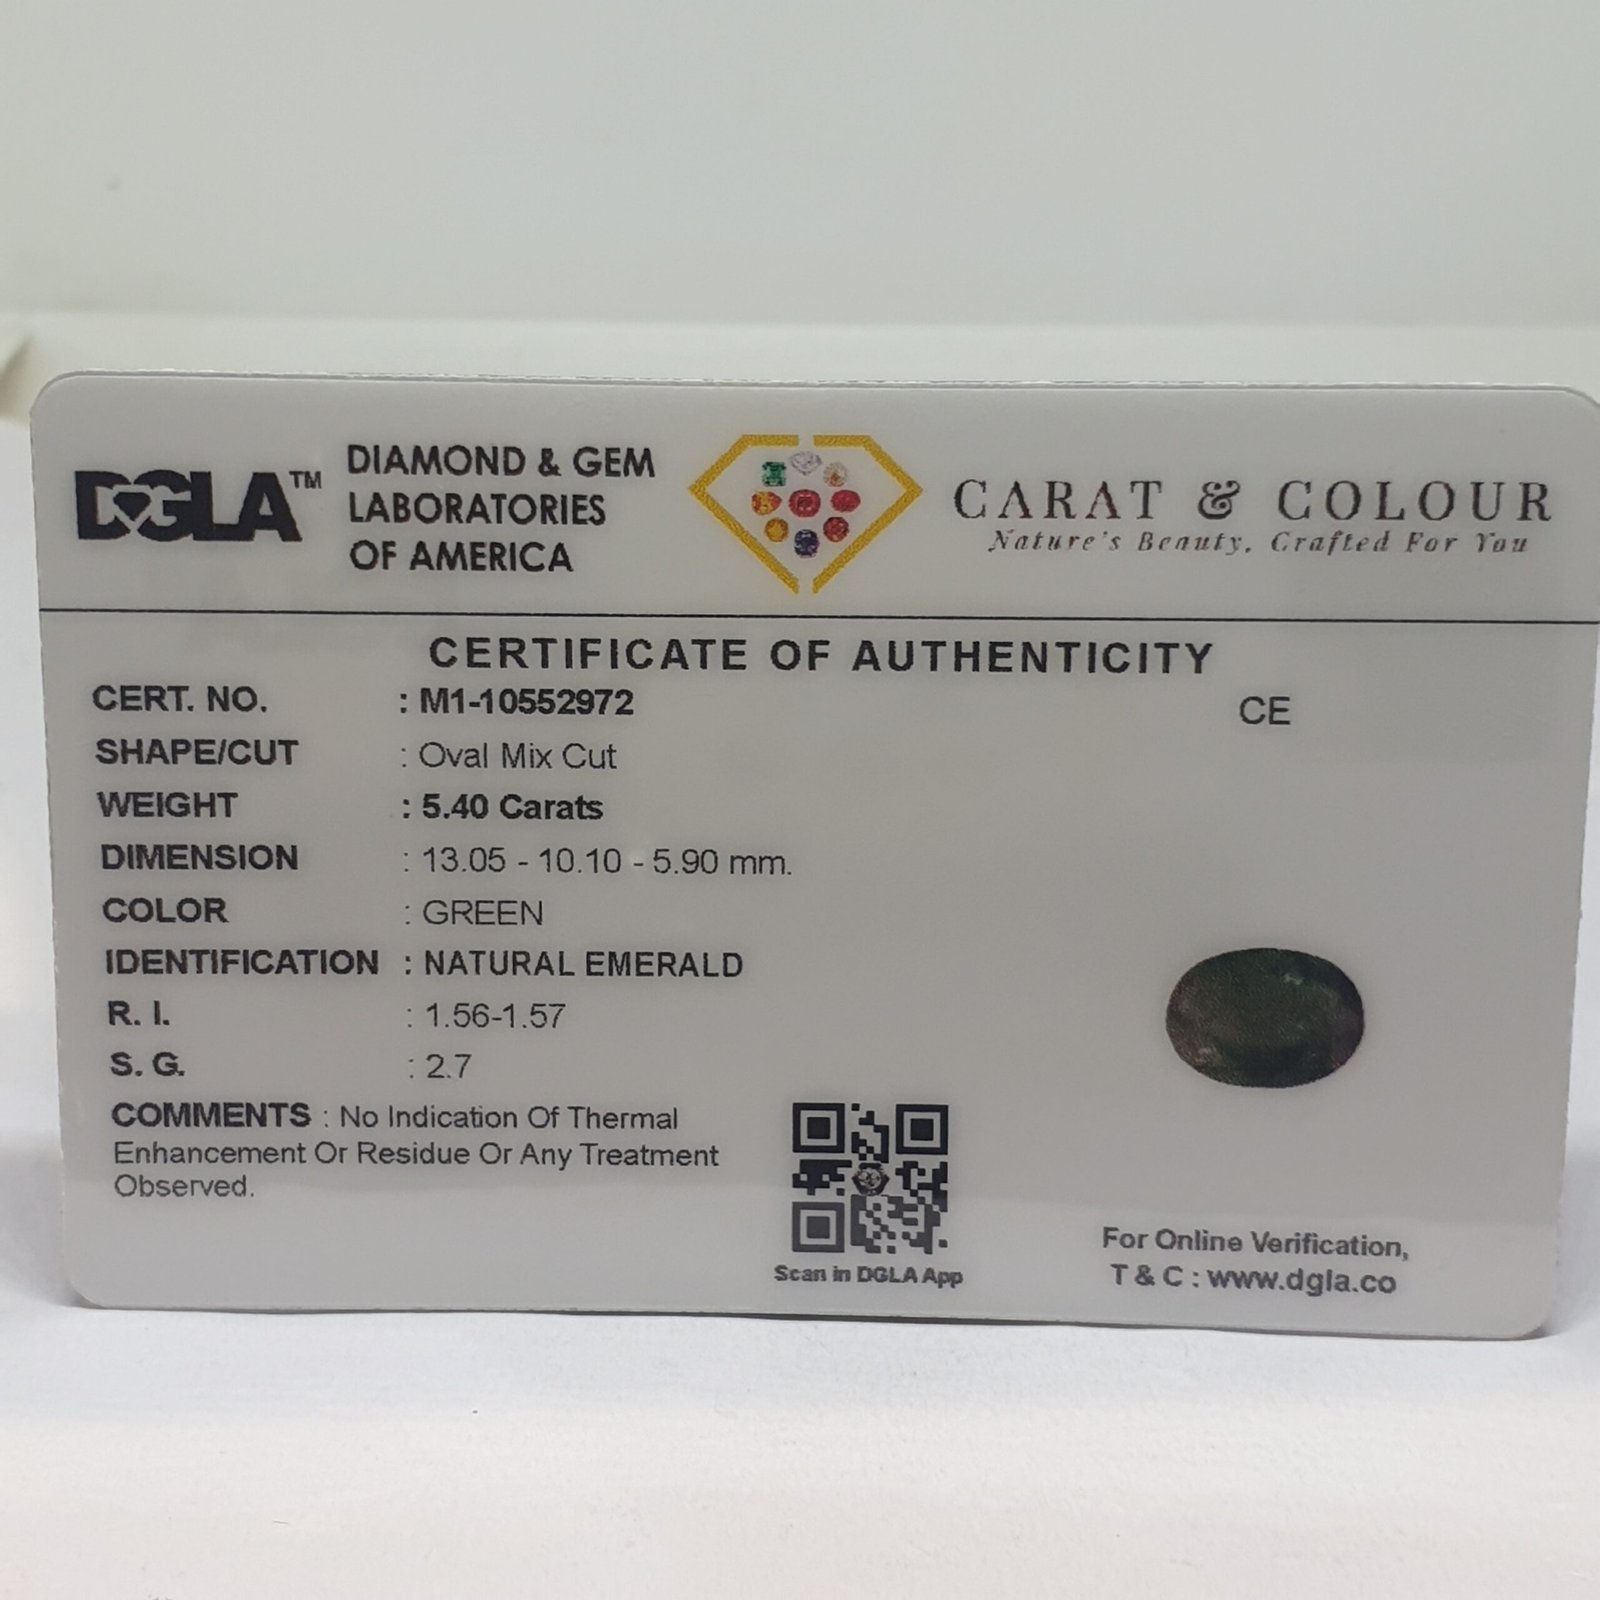 DGLA™
DIAMOND & GEM
LABORATORIES
OF AMERICA
CARAT & COLOUR
Nature's Beauty, Crafted For You
CERTIFICATE OF AUTHENTICITY
CERT. NO. : M1-10552972
CE
SHAPE/CUT : Oval Mix Cut
WEIGHT : 5.40 Carats
DIMENSION : 13.05 - 10.10 - 5.90 mm.
COLOR : GREEN
IDENTIFICATION : NATURAL EMERALD
R. I. : 1.56-1.57
S. G. : 2.7
COMMENTS : No Indication Of Thermal
Enhancement Or Residue Or Any Treatment
Observed.
Scan in DGLA App
For Online Verification,
T & C : www.dgla.co